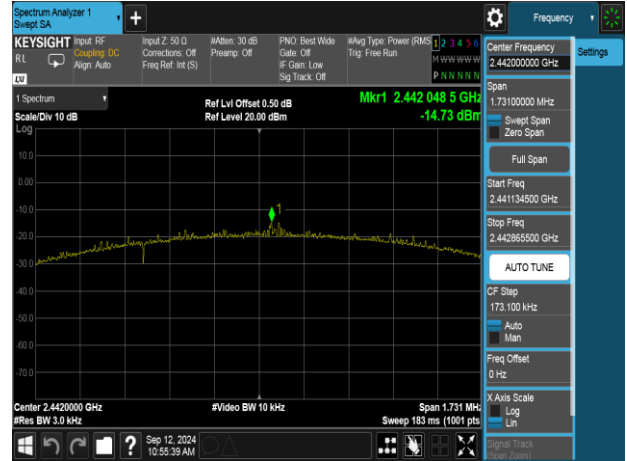 Spectrum Analyzer 1
Swept SA
+
Frequency
KEYSIGHT
RL
LXI
Input: RF
Coupling: DC
Align: Auto
Input Z: 50 Ω
Corrections: Off
Freq Ref: Int (S)
#Atten: 30 dB
Preamp: Off
PNO: Best Wide
Gate: Off
IF Gain: Low
Sig Track: Off
#Avg Type: Power (RMS
Trig: Free Run
1 2 3 4 5 6
M W W W W W
P N N N N N
1 Spectrum
Scale/Div 10 dB
Log
Ref Lvl Offset 0.50 dB
Ref Level 20.00 dBm
Mkr1 2.442 048 5 GHz
-14.73 dBm
10.0
0.00
-10.0
-20.0
-30.0
-40.0
-50.0
-60.0
-70.0
1
Center 2.4420000 GHz
#Res BW 3.0 kHz
#Video BW 10 kHz
Span 1.731 MHz
Sweep 183 ms (1001 pts
?
Sep 12, 2024
10:55:39 AM
Center Frequency
2.442000000 GHz
Settings
Span
1.73100000 MHz
Swept Span
Zero Span
Full Span
Start Freq
2.441134500 GHz
Stop Freq
2.442865500 GHz
AUTO TUNE
CF Step
173.100 kHz
Auto
Man
Freq Offset
0 Hz
X Axis Scale
Log
Lin
Signal Track
(Span Zoom)